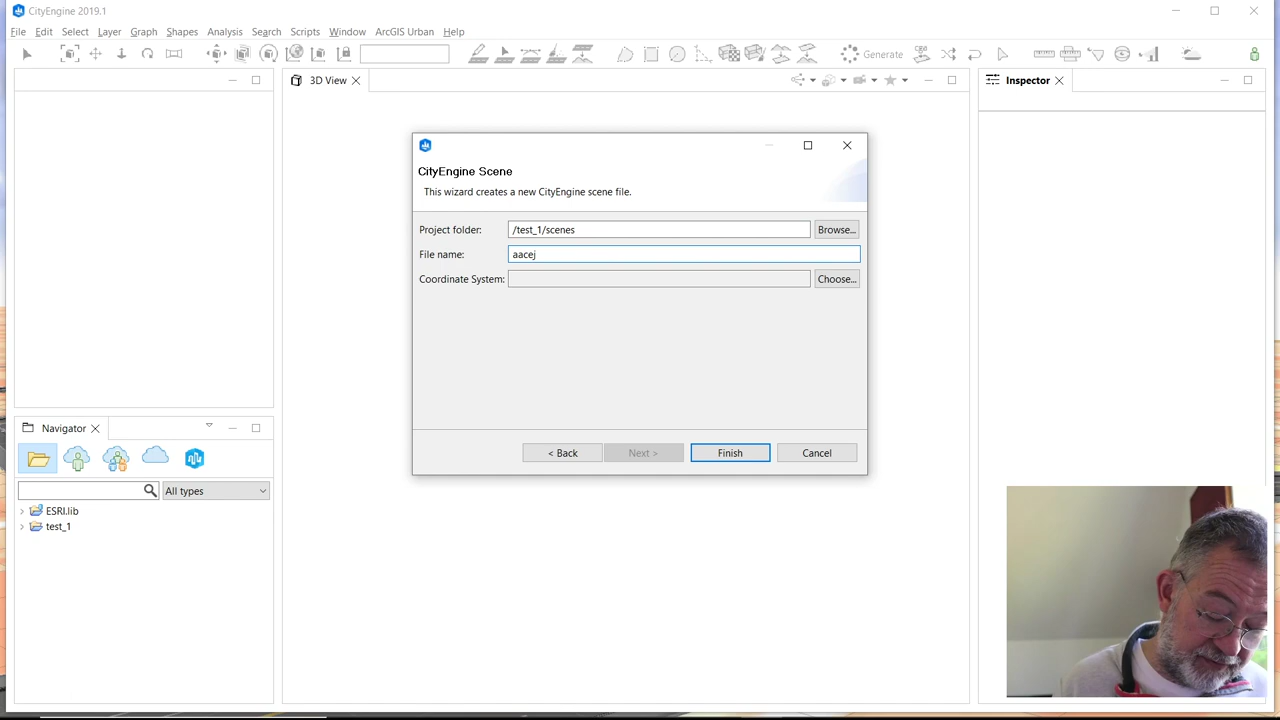 CityEngine 2019.1
File Edit Select Layer Graph Shapes Analysis Search Scripts Window ArcGIS Urban Help
Generate
3D View
Inspector
CityEngine Scene
This wizard creates a new CityEngine scene file.
Project folder: /test_1/scenes Browse...
File name: aacej
Coordinate System: Choose...
< Back Next > Finish Cancel
Navigator
All types
ESRI.lib
test_1